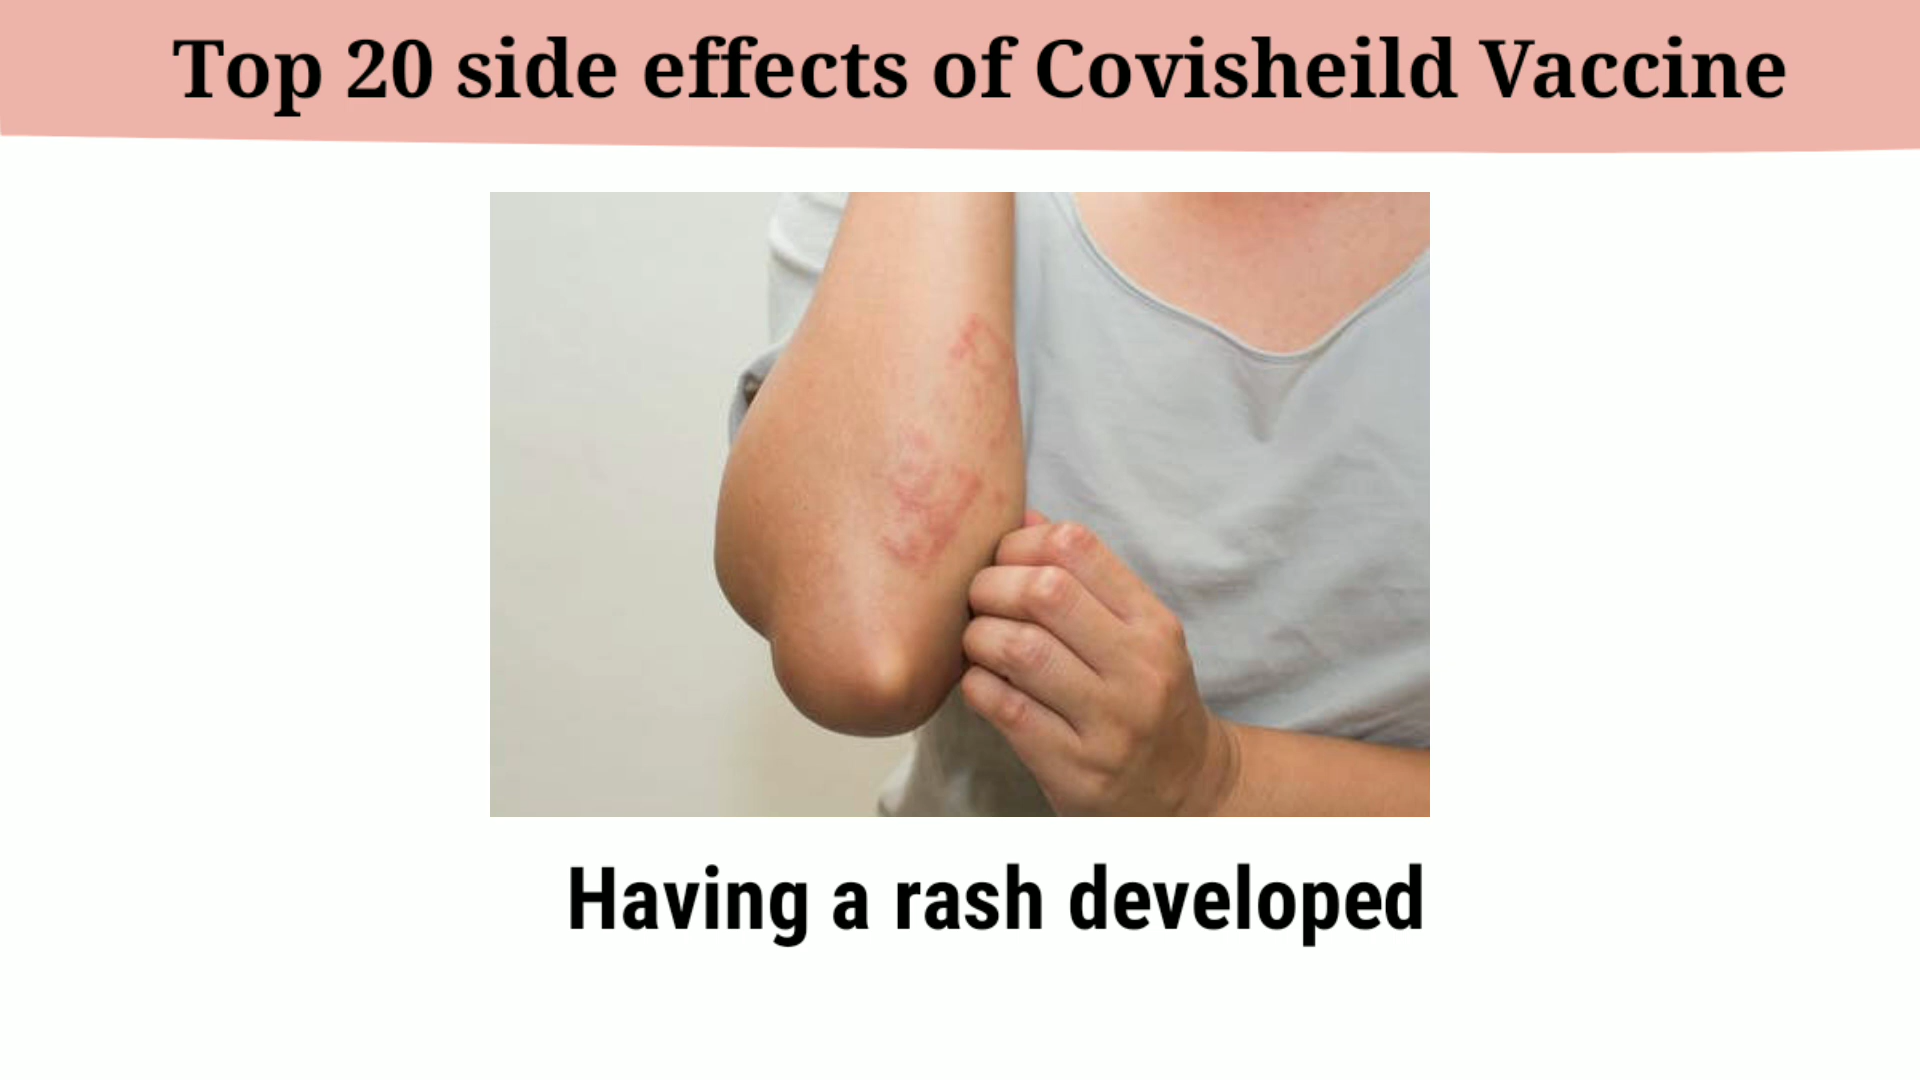 Top 20 side effects of Covisheild Vaccine
Having a rash developed